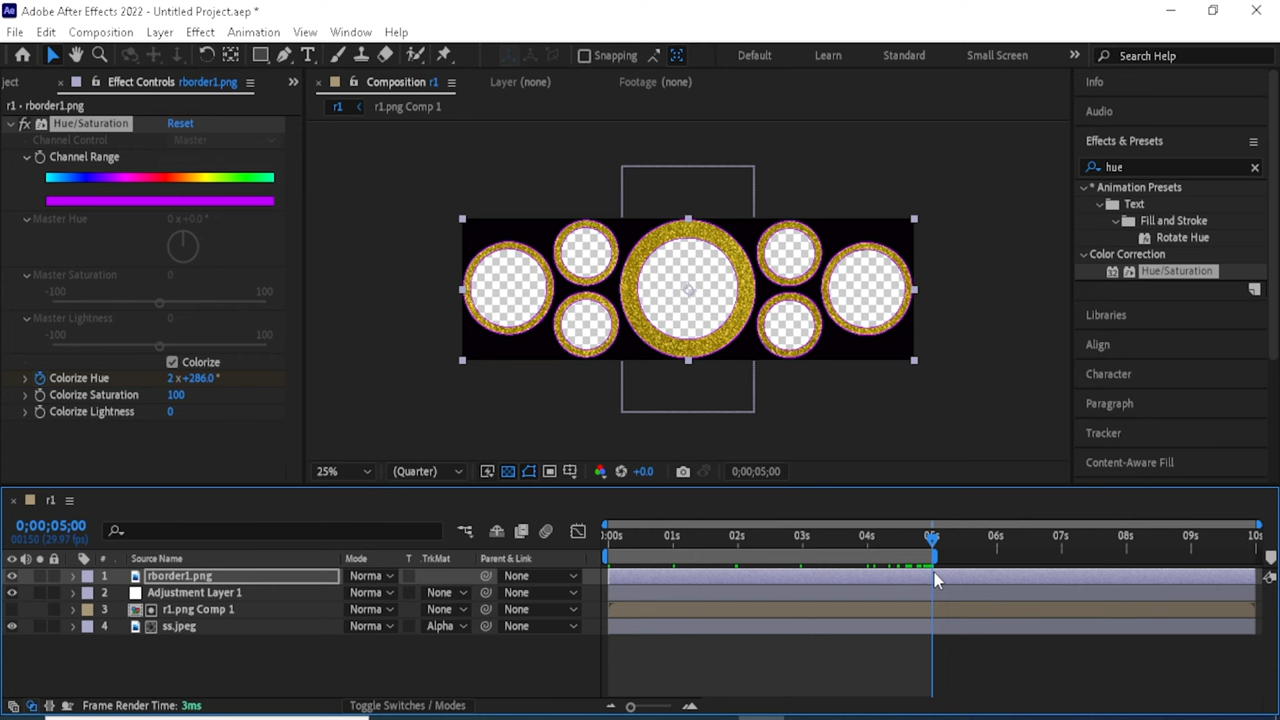 Adobe After Effects 2022 - Untitled Project.aep *
File Edit Composition Layer Effect Animation View Window Help
Snapping Default Learn Standard Small Screen Search Help
ject Effect Controls rborder1.png Composition r1 Layer (none) Footage (none) Info
r1 • rborder1.png r1 r1.png Comp 1
Audio
fx Hue/Saturation Reset
Channel Control Master
Effects & Presets
Channel Range
hue
* Animation Presets
Text
Master Hue 0 x +0.0 °
Fill and Stroke
Rotate Hue
Color Correction
Master Saturation 0
Hue/Saturation
-100 100
Master Lightness 0
Libraries
-100 100
Align
Colorize
Colorize Hue 2 x +286.0 °
Character
Colorize Saturation 100
Paragraph
Colorize Lightness 0
Tracker
Content-Aware Fill
25% (Quarter) +0.0 0;00;05;00
r1
0;00;05;00
00150 (29.97 fps)
:00s 01s 02s 03s 04s 05s 06s 07s 08s 09s 10s
# Source Name Mode T .TrkMat Parent & Link
1 rborder1.png Norma None
2 Adjustment Layer 1 Norma None None
3 r1.png Comp 1 Norma None None
4 ss.jpeg Norma Alpha None
Frame Render Time: 3ms Toggle Switches / Modes